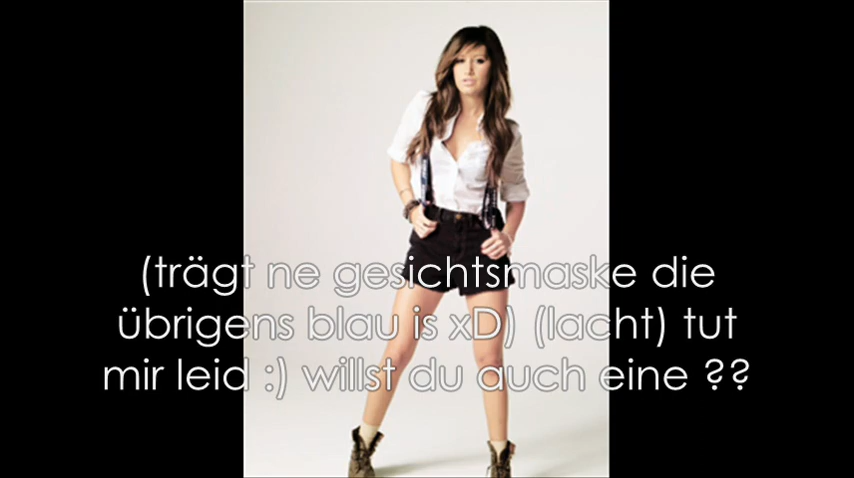 (trägt ne gesichtsmaske die
übrigens blau is xD) (lacht) tut
mir leid :) willst du auch eine ??